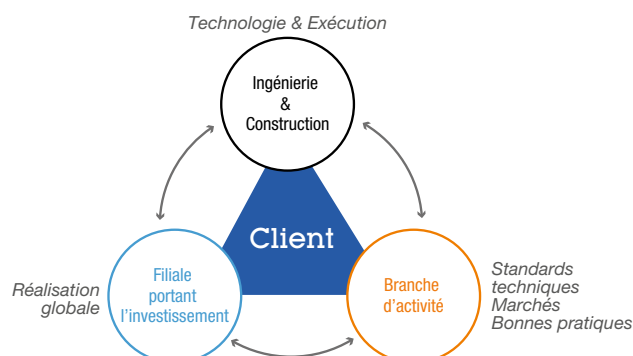 Technologie & Exécution
Ingénierie
&
Construction
Client
Réalisation
globale
Filiale
portant
l'investissement
Branche
d'activité
Standards
techniques
Marchés
Bonnes pratiques